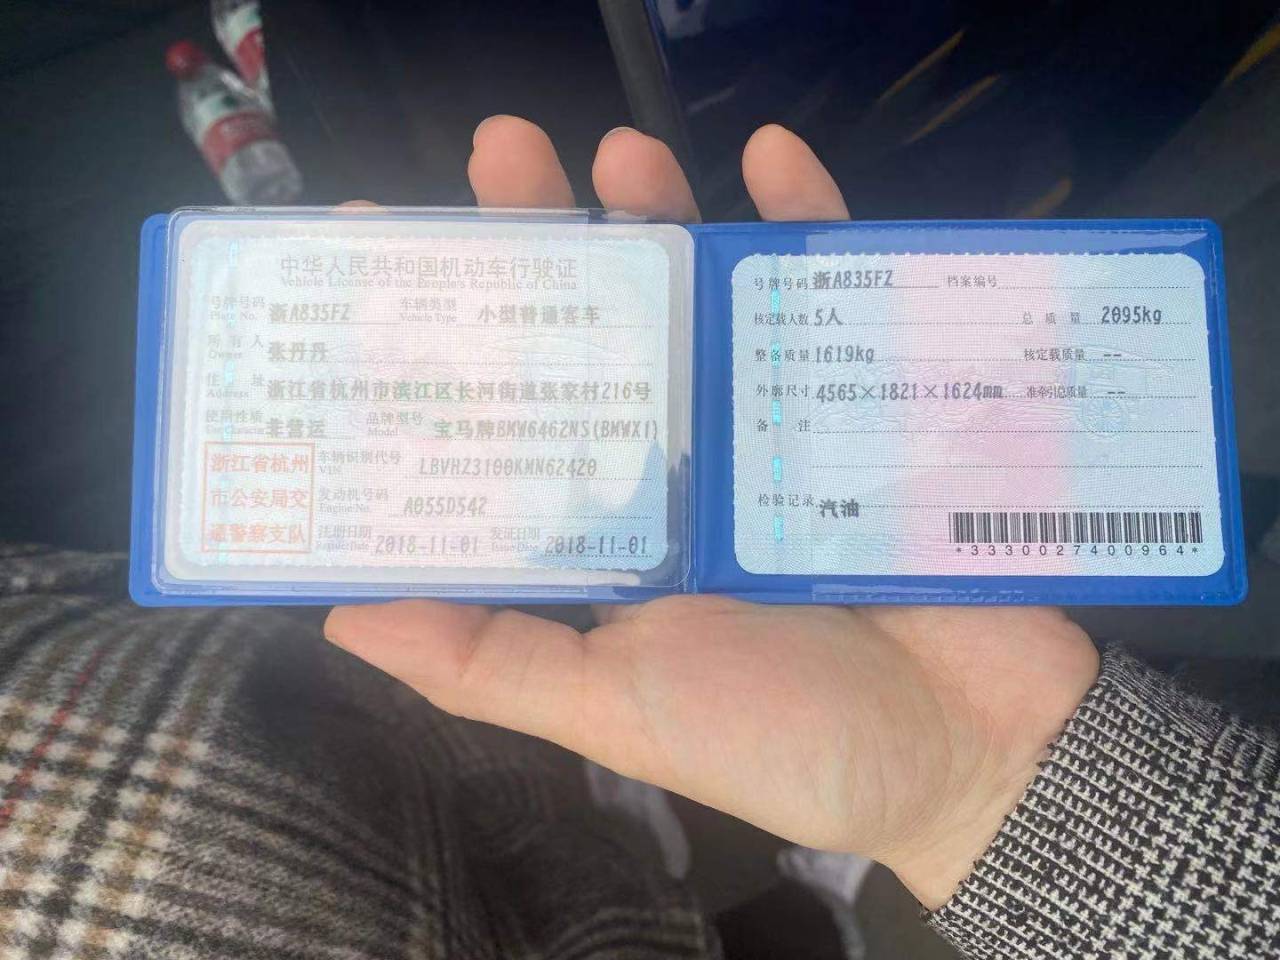 中华人民共和国机动车行驶证
Vehicle License of the People's Republic of China
号牌号码 浙A835FZ 车辆类型 小型普通客车
Plate No. Vehicle Type
所有人 张丹丹
Owner
住址 浙江省杭州市滨江区长河街道张家村216号
Address
使用性质 非营运 品牌型号 宝马牌BMW6462NS(BMWX1)
Use Character Model
浙江省杭州
市公安局交
通警察支队
车辆识别代号 LBVHZ3100KMN62420
VIN
发动机号码 A055D542
Engine No.
注册日期 2018-11-01 发证日期 2018-11-01
Register Date Issue Date
号牌号码 浙A835FZ 档案编号
核定载人数 5人 总质量 2095kg
整备质量 1619kg 核定载质量 --
外廓尺寸 4565×1821×1624mm 准牵引总质量 --
备注
检验记录 汽油
*3330027400964*